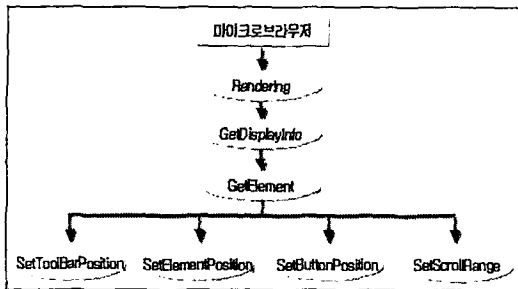 마이크로브라우저
Rendering
GetDisplayInfo
GetElement
SetToolBarPosition SetElementPosition SetButtonPosition SetScrollRange